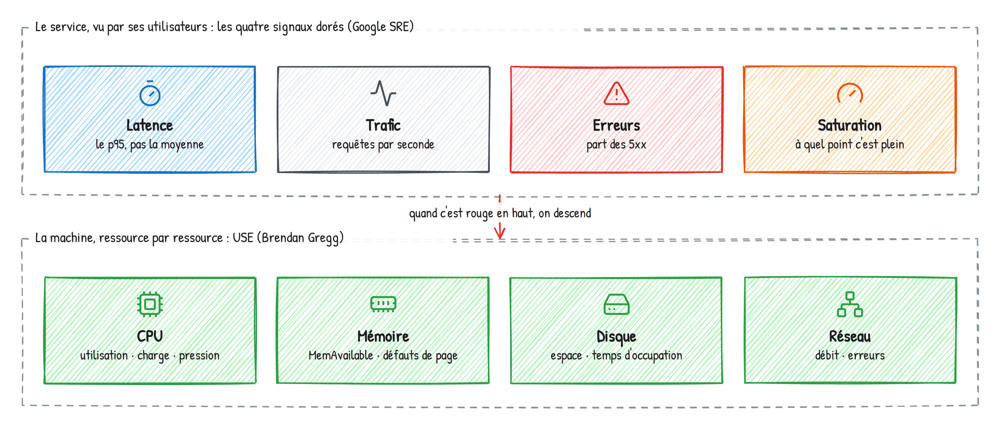 Le service, vu par ses utilisateurs : les quatre signaux dorés (Google SRE)
Latence
le p95, pas la moyenne
Trafic
requêtes par seconde
Erreurs
part des 5xx
Saturation
à quel point c'est plein
quand c'est rouge en haut, on descend
La machine, ressource par ressource : USE (Brendan Gregg)
CPU
utilisation · charge · pression
Mémoire
MemAvailable · défauts de page
Disque
espace · temps d'occupation
Réseau
débit · erreurs